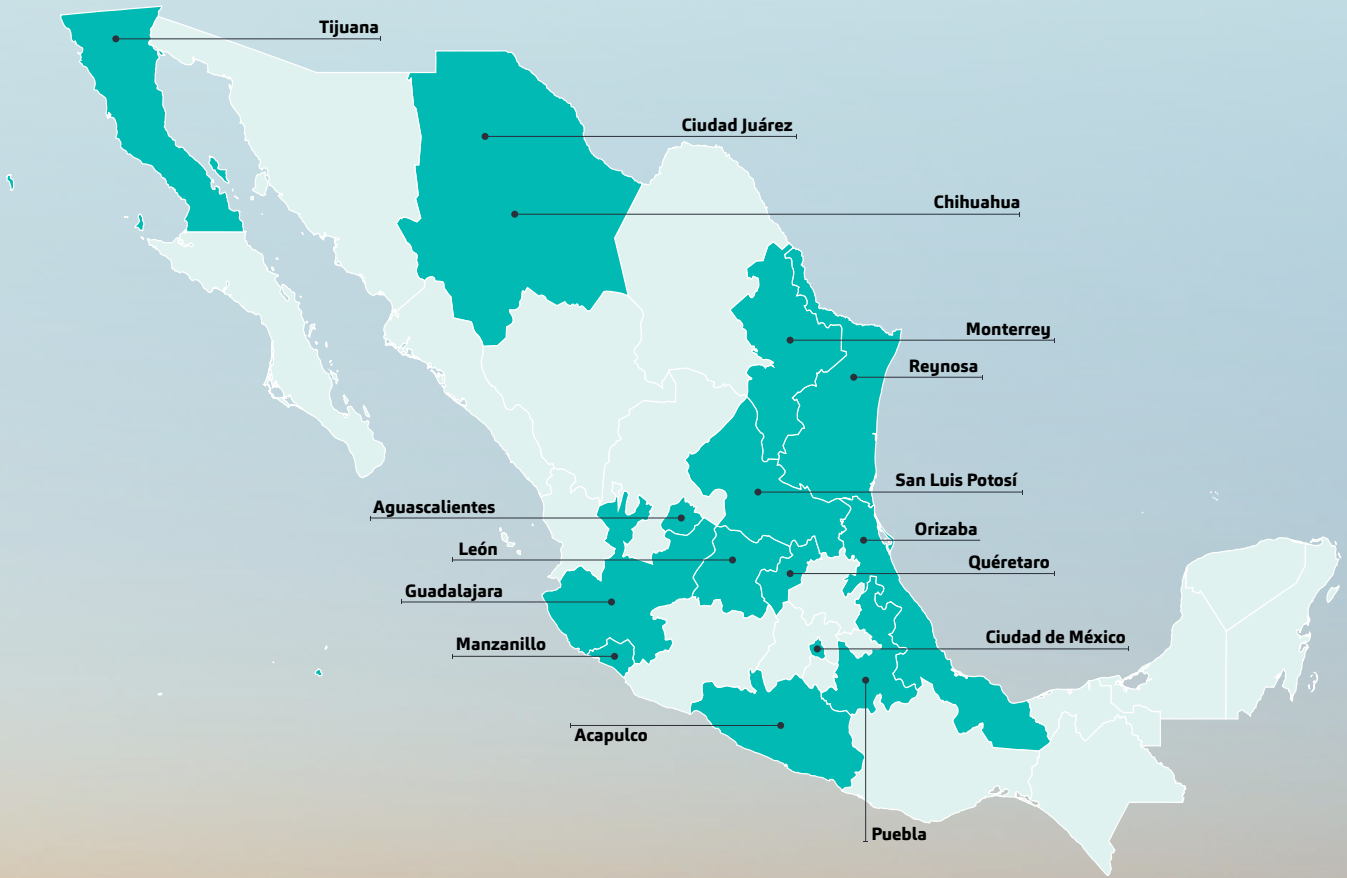 Tijuana
Ciudad Juárez
Chihuahua
Monterrey
Reynosa
San Luis Potosí
Aguascalientes
Orizaba
León
Quéretaro
Guadalajara
Ciudad de México
Manzanillo
Acapulco
Puebla